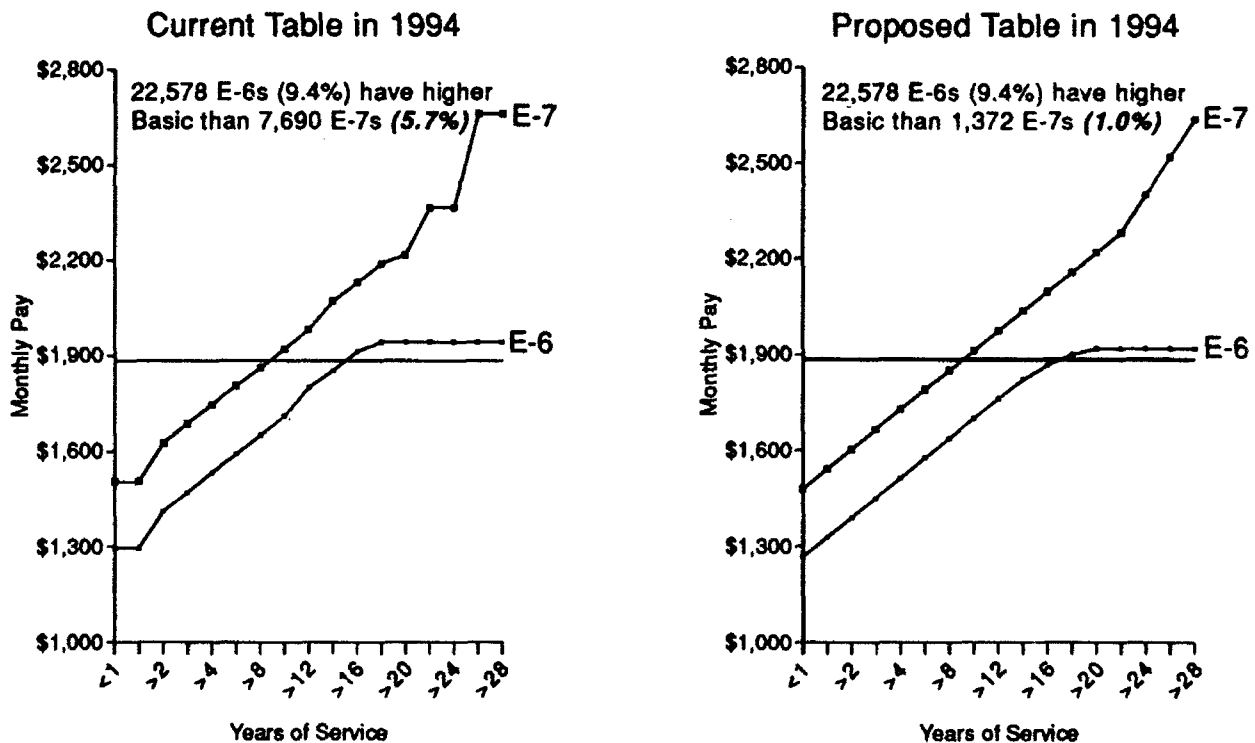 Current Table in 1994
$2,800
22,578 E-6s (9.4%) have higher
Basic than 7,690 E-7s (5.7%)
E-7
$2,500
$2,200
Monthly Pay
$1,900
E-6
$1,600
$1,300
$1,000
<1 >2 >4 >8 >12 >16 >20 >24 >28
Years of Service
Proposed Table in 1994
$2,800
22,578 E-6s (9.4%) have higher
Basic than 1,372 E-7s (1.0%)
E-7
$2,500
$2,200
Monthly Pay
$1,900
E-6
$1,600
$1,300
$1,000
<1 >2 >4 >8 >12 >16 >20 >24 >28
Years of Service